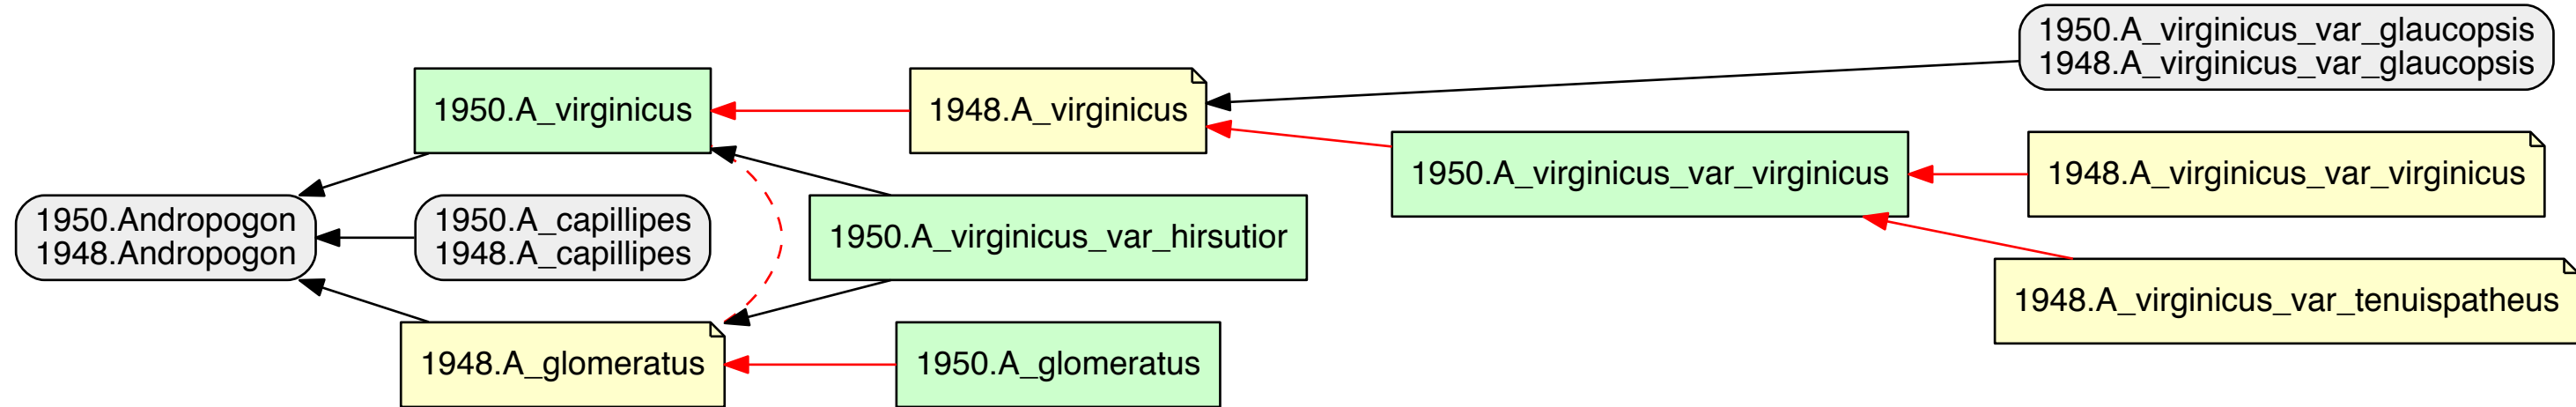 1950.A_virginicus_var_glaucopsis
1948.A_virginicus_var_glaucopsis
1950.A_virginicus
1948.A_virginicus
1950.A_virginicus_var_virginicus
1948.A_virginicus_var_virginicus
1950.Andropogon
1948.Andropogon
1950.A_capillipes
1948.A_capillipes
1950.A_virginicus_var_hirsutior
1948.A_virginicus_var_tenuispatheus
1948.A_glomeratus
1950.A_glomeratus